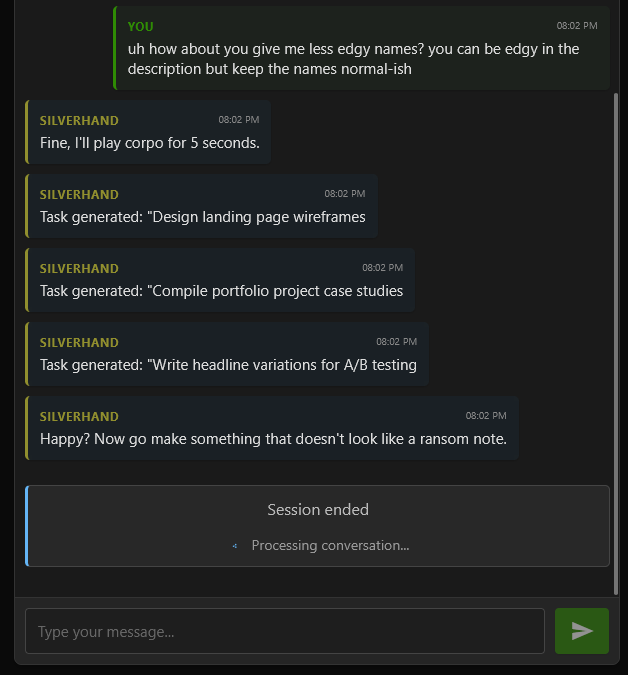 YOU
08:02 PM
uh how about you give me less edgy names? you can be edgy in the
description but keep the names normal-ish
SILVERHAND
08:02 PM
Fine, I'll play corpo for 5 seconds.
SILVERHAND
08:02 PM
Task generated: "Design landing page wireframes
SILVERHAND
08:02 PM
Task generated: "Compile portfolio project case studies
SILVERHAND
08:02 PM
Task generated: "Write headline variations for A/B testing
SILVERHAND
08:02 PM
Happy? Now go make something that doesn't look like a ransom note.
Session ended
Processing conversation...
Type your message...